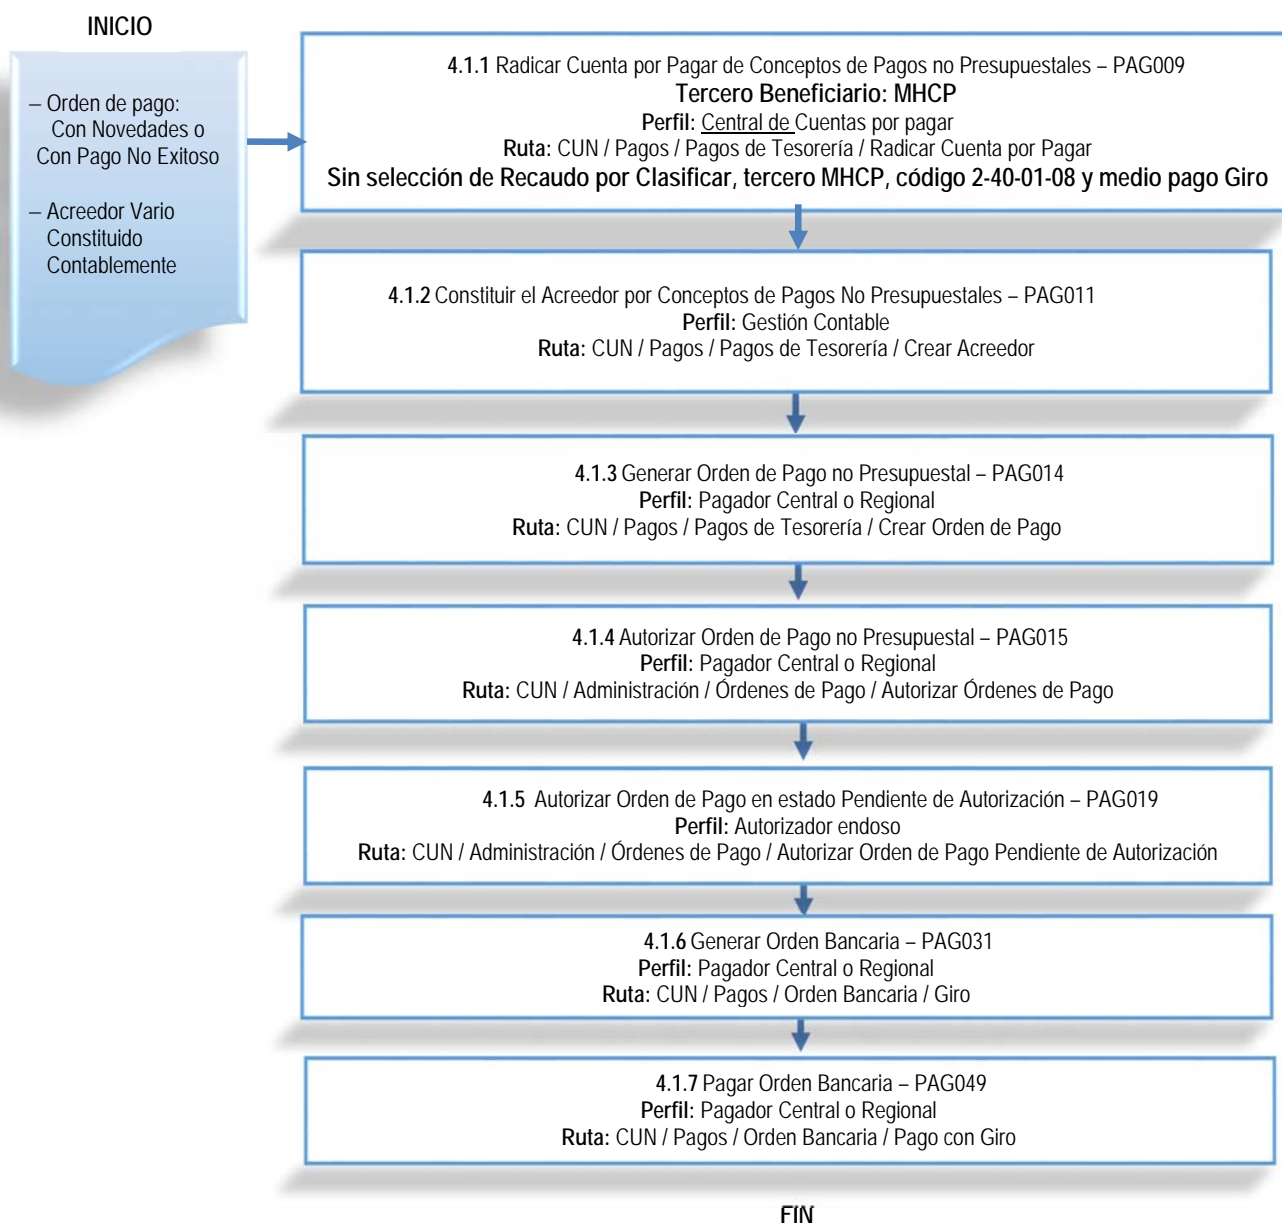 INICIO
– Orden de pago:
Con Novedades o
Con Pago No Exitoso
– Acreedor Vario
Constituido
Contablemente
4.1.1 Radicar Cuenta por Pagar de Conceptos de Pagos no Presupuestales – PAG009
Tercero Beneficiario: MHCP
Perfil: Central de Cuentas por pagar
Ruta: CUN / Pagos / Pagos de Tesorería / Radicar Cuenta por Pagar
Sin selección de Recaudo por Clasificar, tercero MHCP, código 2-40-01-08 y medio pago Giro
4.1.2 Constituir el Acreedor por Conceptos de Pagos No Presupuestales – PAG011
Perfil: Gestión Contable
Ruta: CUN / Pagos / Pagos de Tesorería / Crear Acreedor
4.1.3 Generar Orden de Pago no Presupuestal – PAG014
Perfil: Pagador Central o Regional
Ruta: CUN / Pagos / Pagos de Tesorería / Crear Orden de Pago
4.1.4 Autorizar Orden de Pago no Presupuestal – PAG015
Perfil: Pagador Central o Regional
Ruta: CUN / Administración / Órdenes de Pago / Autorizar Órdenes de Pago
4.1.5 Autorizar Orden de Pago en estado Pendiente de Autorización – PAG019
Perfil: Autorizador endoso
Ruta: CUN / Administración / Órdenes de Pago / Autorizar Orden de Pago Pendiente de Autorización
4.1.6 Generar Orden Bancaria – PAG031
Perfil: Pagador Central o Regional
Ruta: CUN / Pagos / Orden Bancaria / Giro
4.1.7 Pagar Orden Bancaria – PAG049
Perfil: Pagador Central o Regional
Ruta: CUN / Pagos / Orden Bancaria / Pago con Giro
FIN